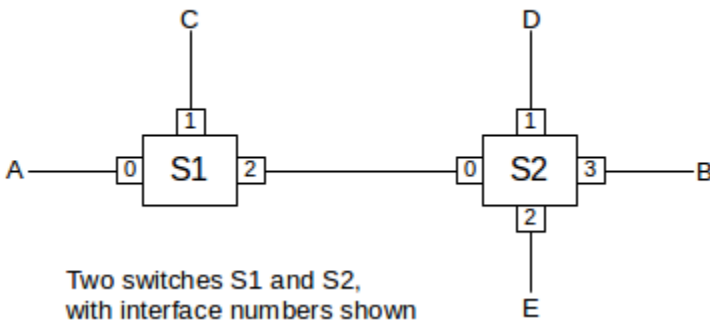 C
D
1
1
A
0
S1
2
0
S2
3
B
2
Two switches S1 and S2,
with interface numbers shown
E